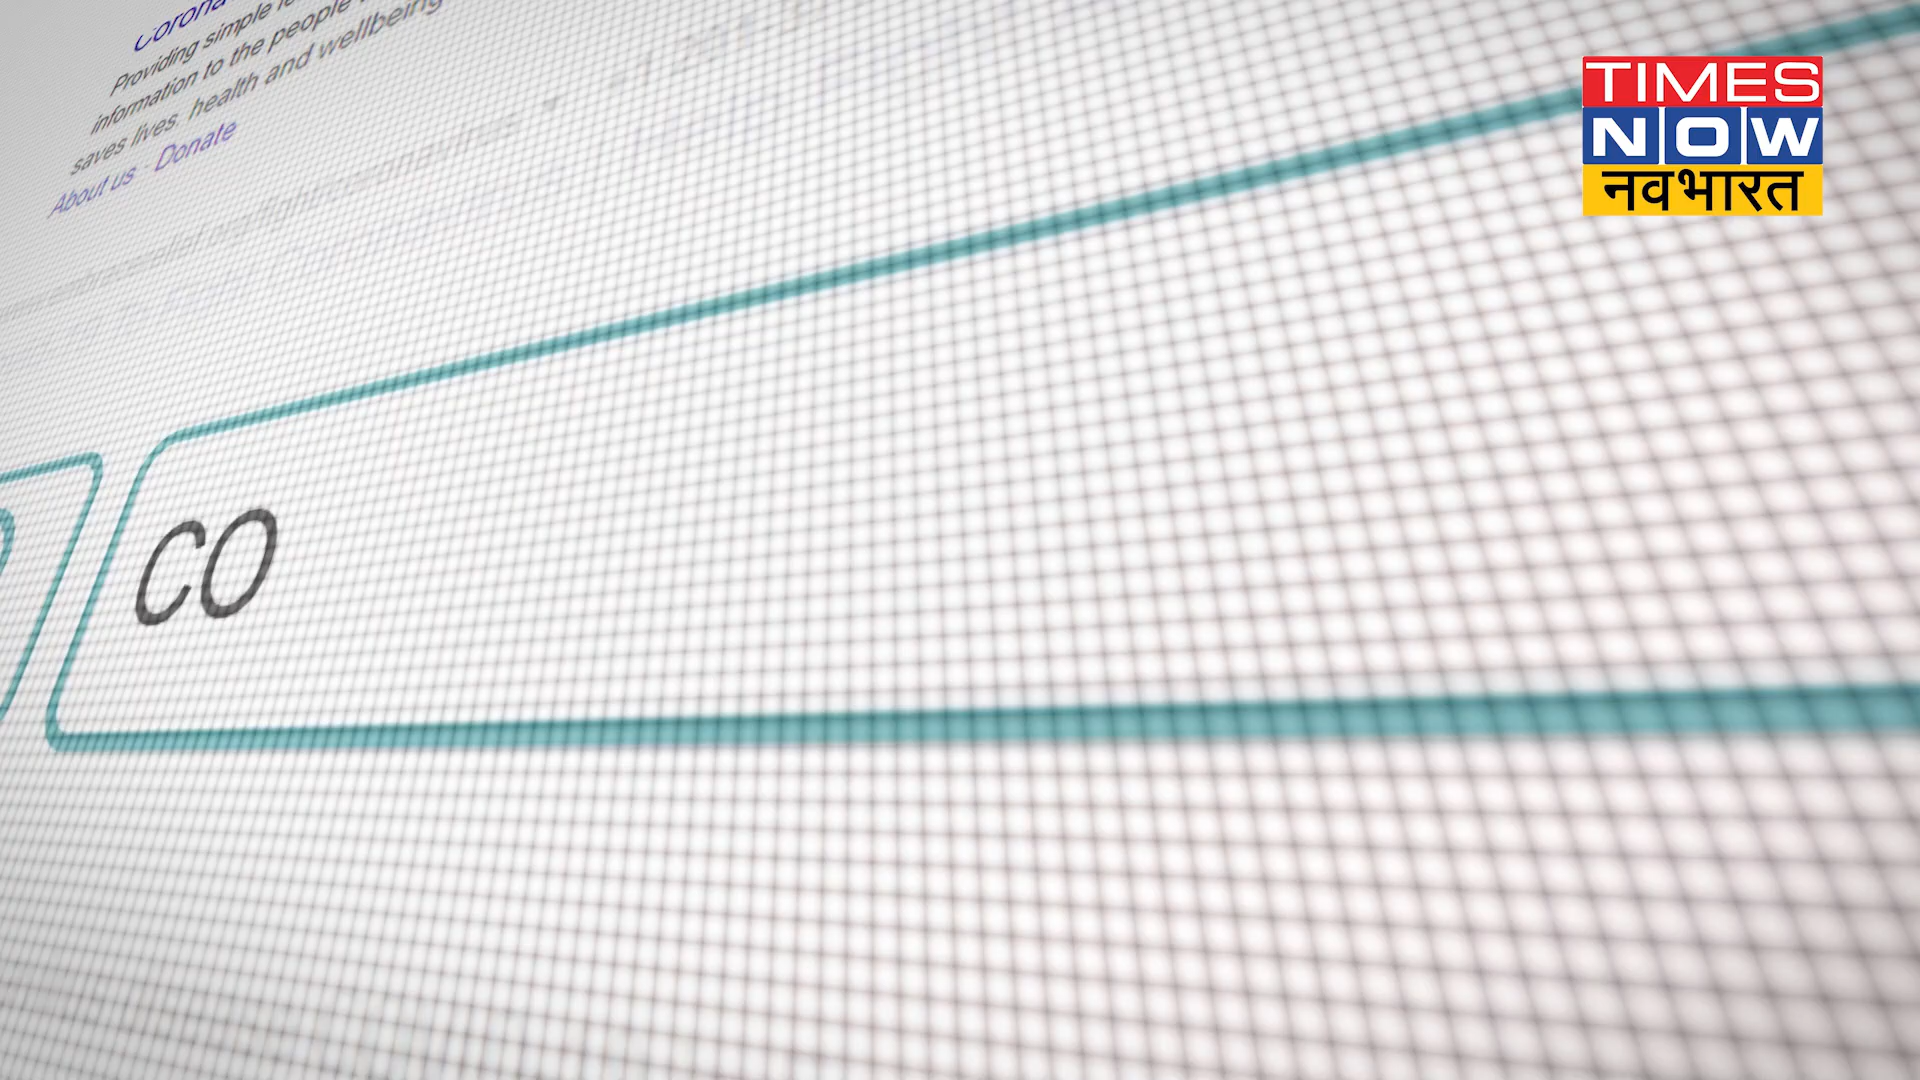 Corona
Providing simple
information to the people
saves lives, health and wellbeing
About us · Donate
CO
TIMES
NOW
नवभारत